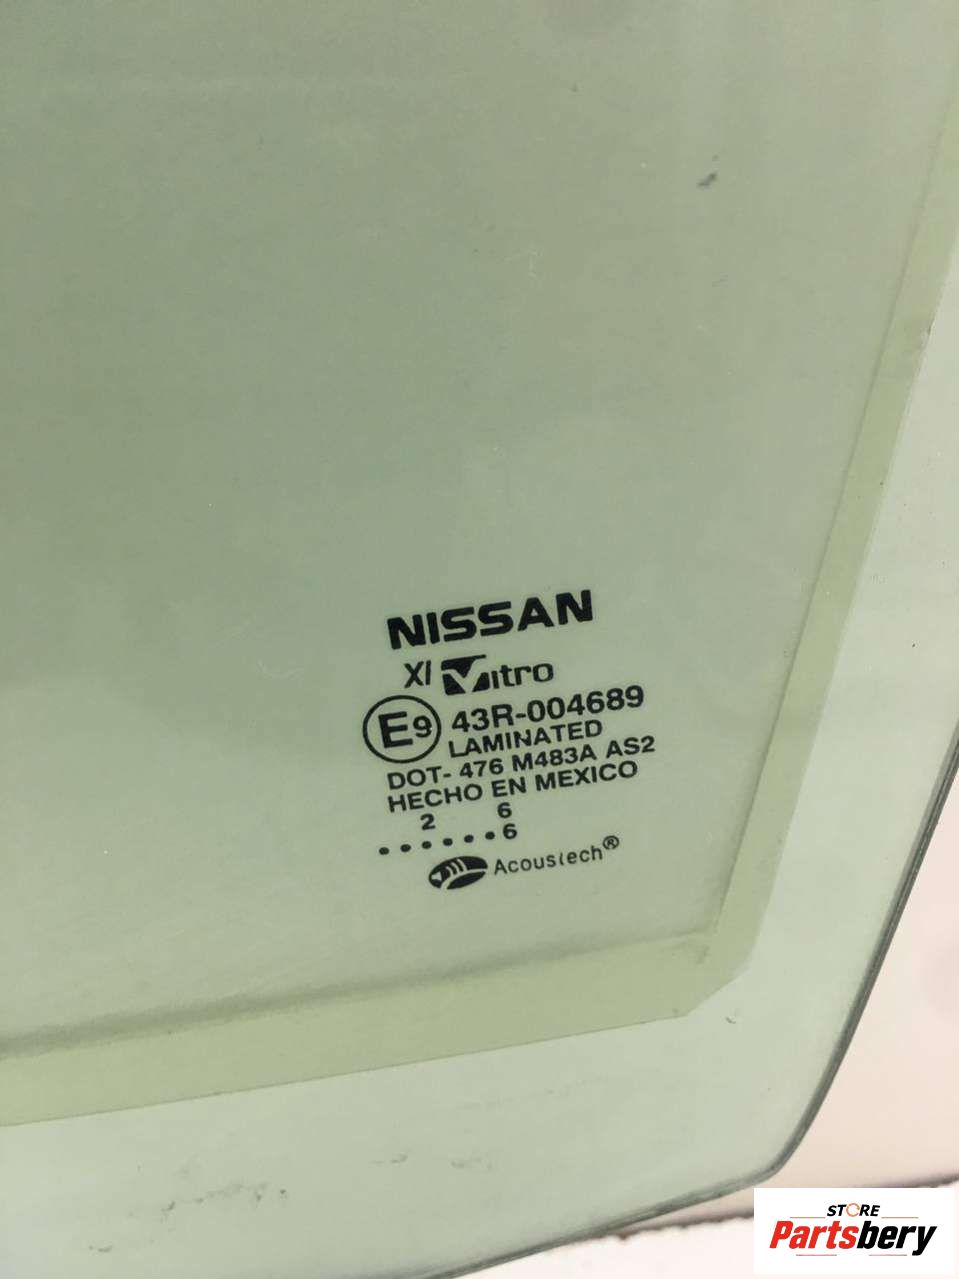 NISSAN
XI Vitro
E9 43R-004689
LAMINATED
DOT- 476 M483A AS2
HECHO EN MEXICO
2 6
......6
Acoustech®
STORE
Partsbery